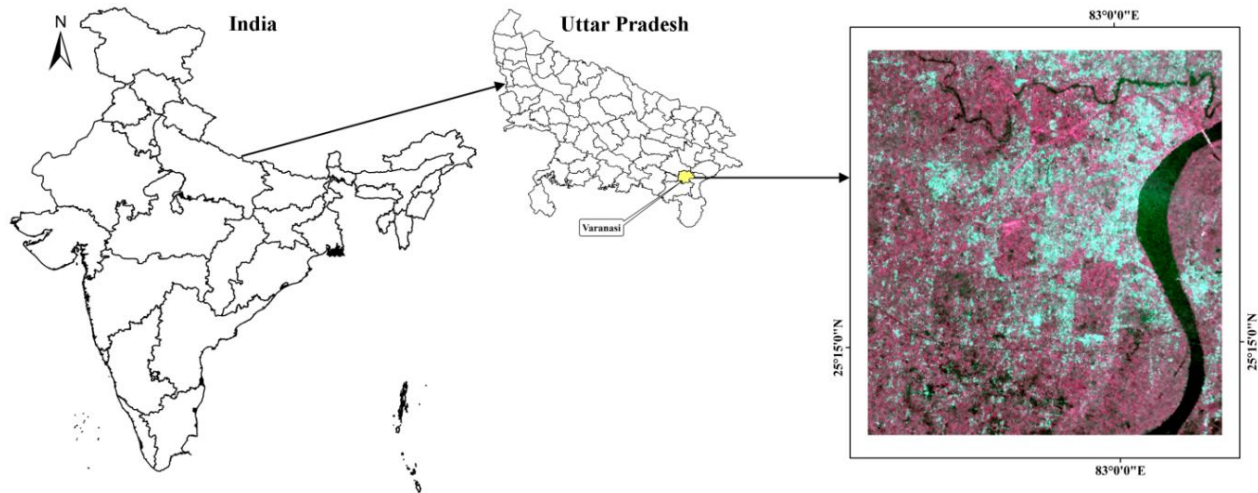 N
India
Uttar Pradesh
Varanasi
83°0'0"E
25°15'0"N
25°15'0"N
83°0'0"E